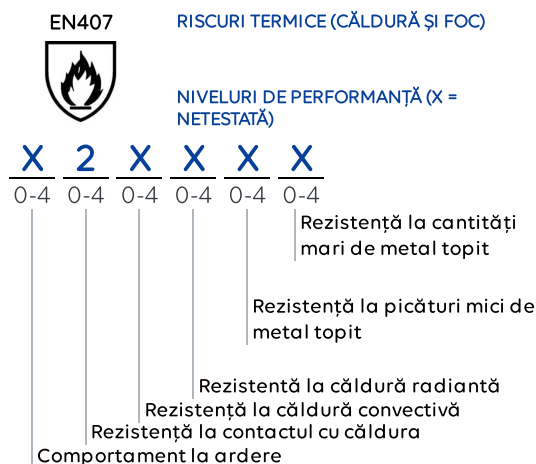 EN407
RISCURI TERMICE (CĂLDURĂ ȘI FOC)
NIVELURI DE PERFORMANȚĂ (X =
NETESTATĂ)
X 2 X X X X
0-4 0-4 0-4 0-4 0-4 0-4
Rezistență la cantități
mari de metal topit
Rezistență la picături mici de
metal topit
Rezistentă la căldură radiantă
Rezistență la căldură convectivă
Rezistență la contactul cu căldura
Comportament la ardere